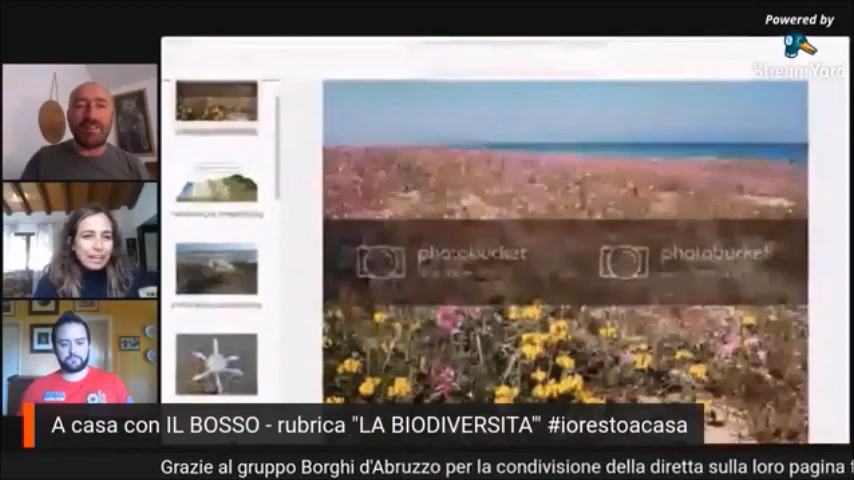 Powered by
StreamYard
photobucket photobucket
A casa con IL BOSSO - rubrica "LA BIODIVERSITA'" #iorestoacasa
Grazie al gruppo Borghi d'Abruzzo per la condivisione della diretta sulla loro pagina f